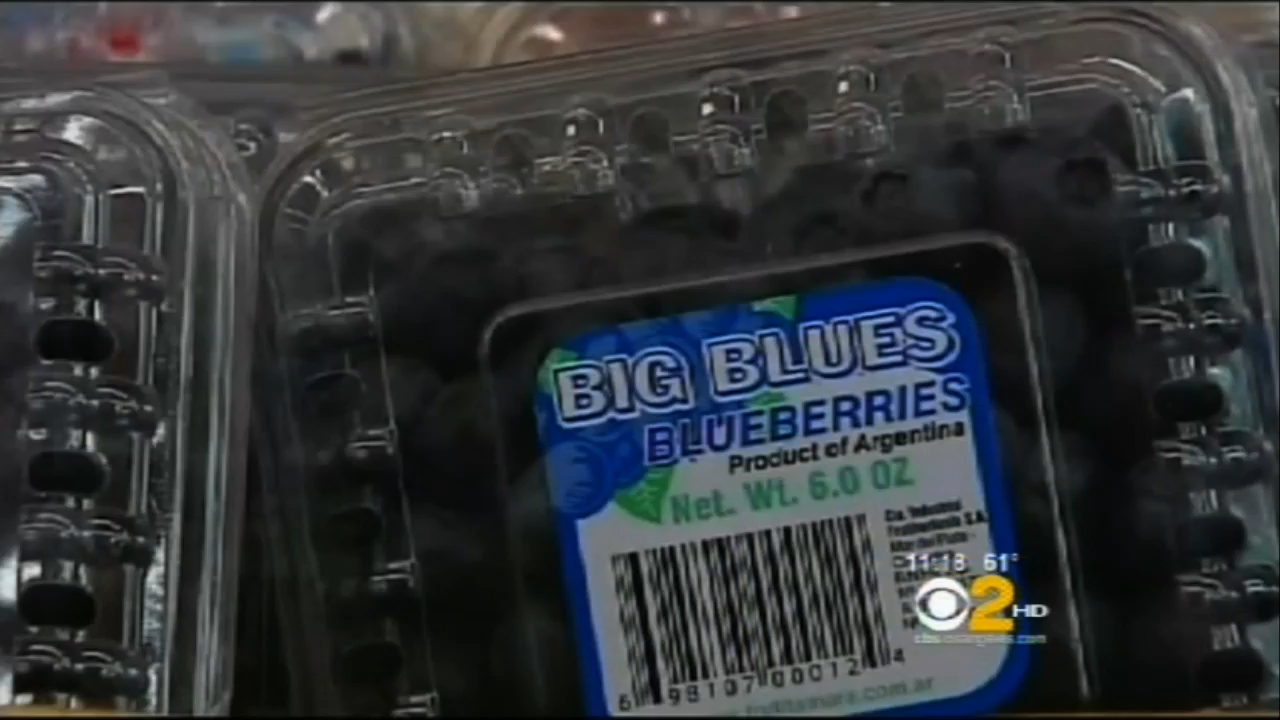 BIG BLUES
BLUEBERRIES
Product of Argentina
Net. Wt. 6.0 OZ
6 98107 00012 4
11:18 61°
2 HD